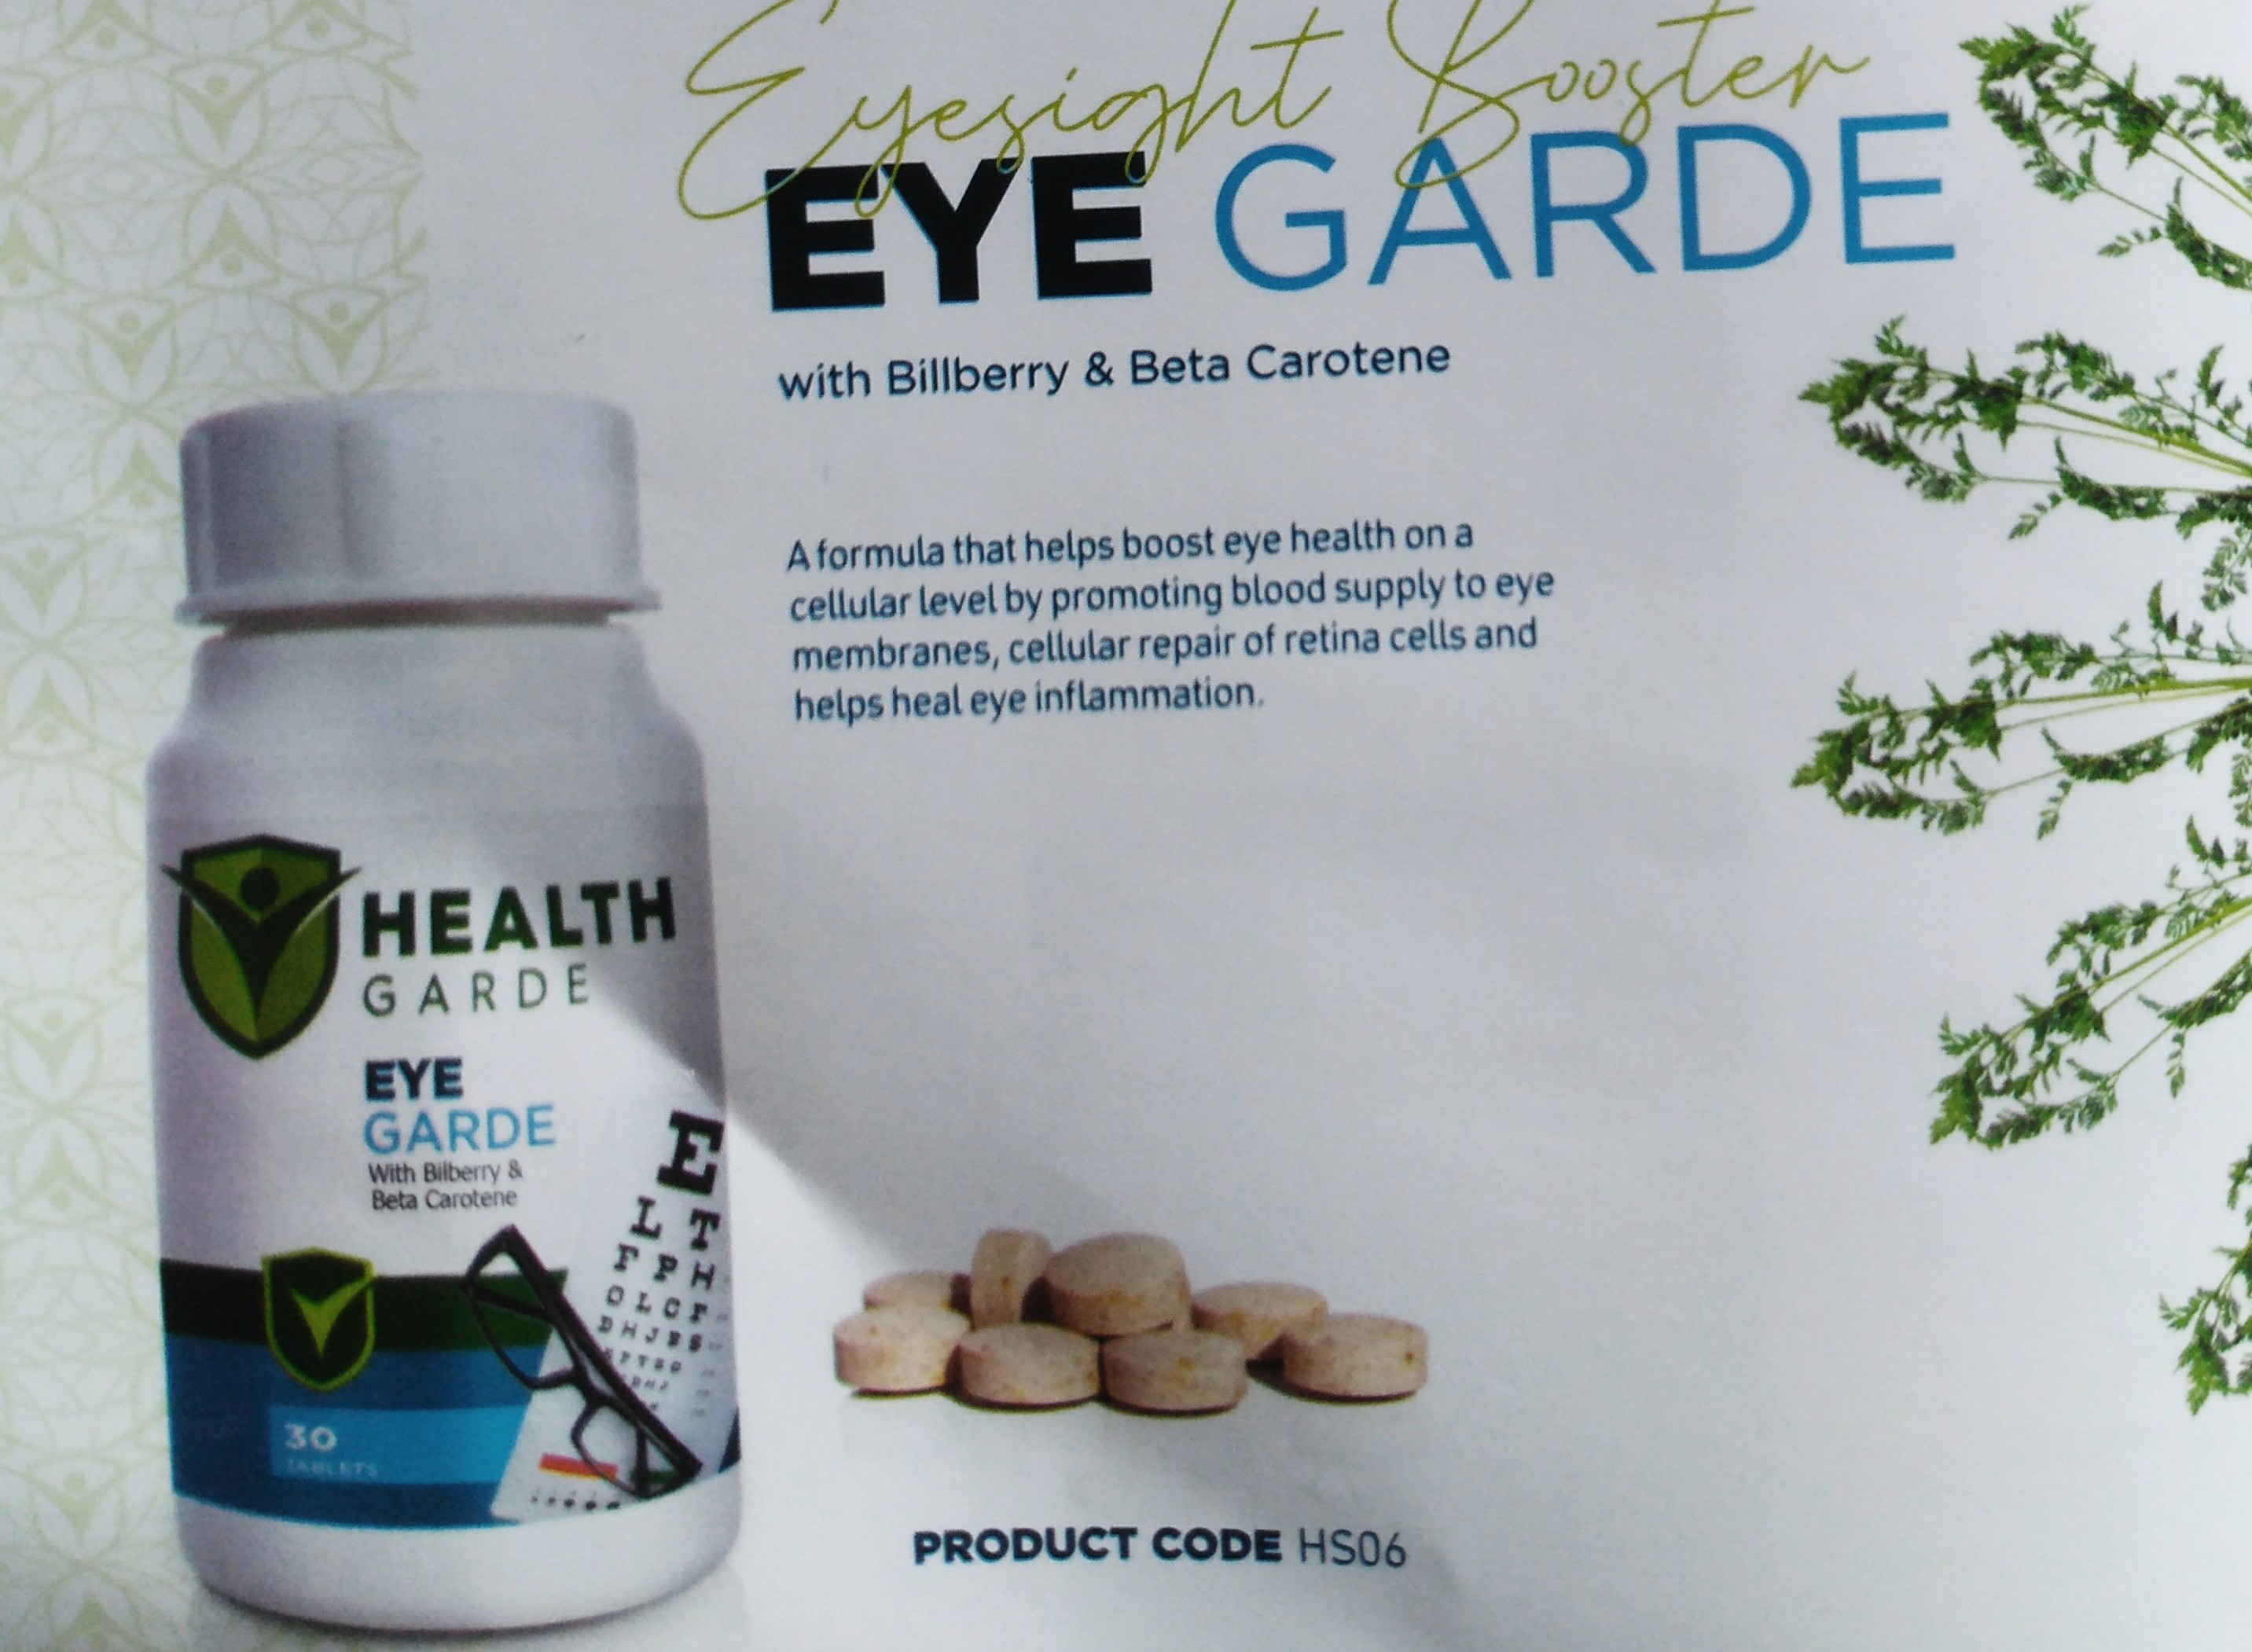 Eyesight Booster
EYE GARDE
with Billberry & Beta Carotene
A formula that helps boost eye health on a
cellular level by promoting blood supply to eye
membranes, cellular repair of retina cells and
helps heal eye inflammation.
HEALTH
GARDE
EYE
GARDE
With Bilberry &
Beta Carotene
30
TABLETS
E
L T
F P H
O L C F
D H J B S
PRODUCT CODE HS06